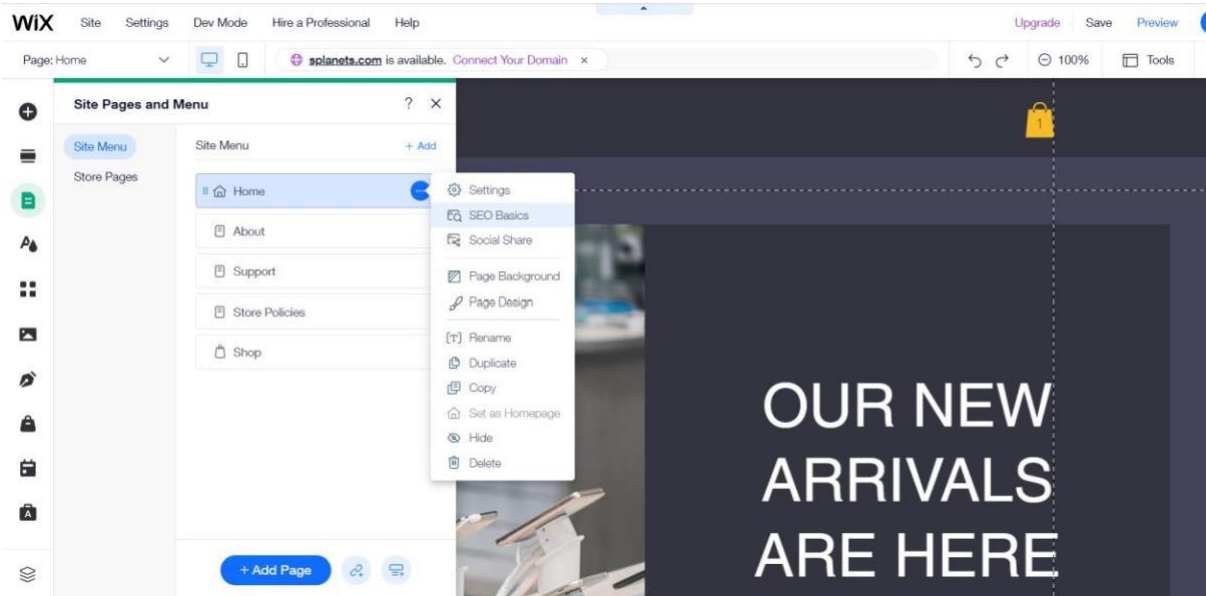 WiX Site Settings Dev Mode Hire a Professional Help Upgrade Save Preview
Page: Home splanets.com is available. Connect Your Domain × 100% Tools
Site Pages and Menu ? ×
Site Menu
Store Pages
Site Menu + Add
Home
About
Support
Store Policies
Shop
+ Add Page
Settings
SEO Basics
Social Share
Page Background
Page Design
[T] Rename
Duplicate
Copy
Set as Homepage
Hide
Delete
1
OUR NEW
ARRIVALS
ARE HERE